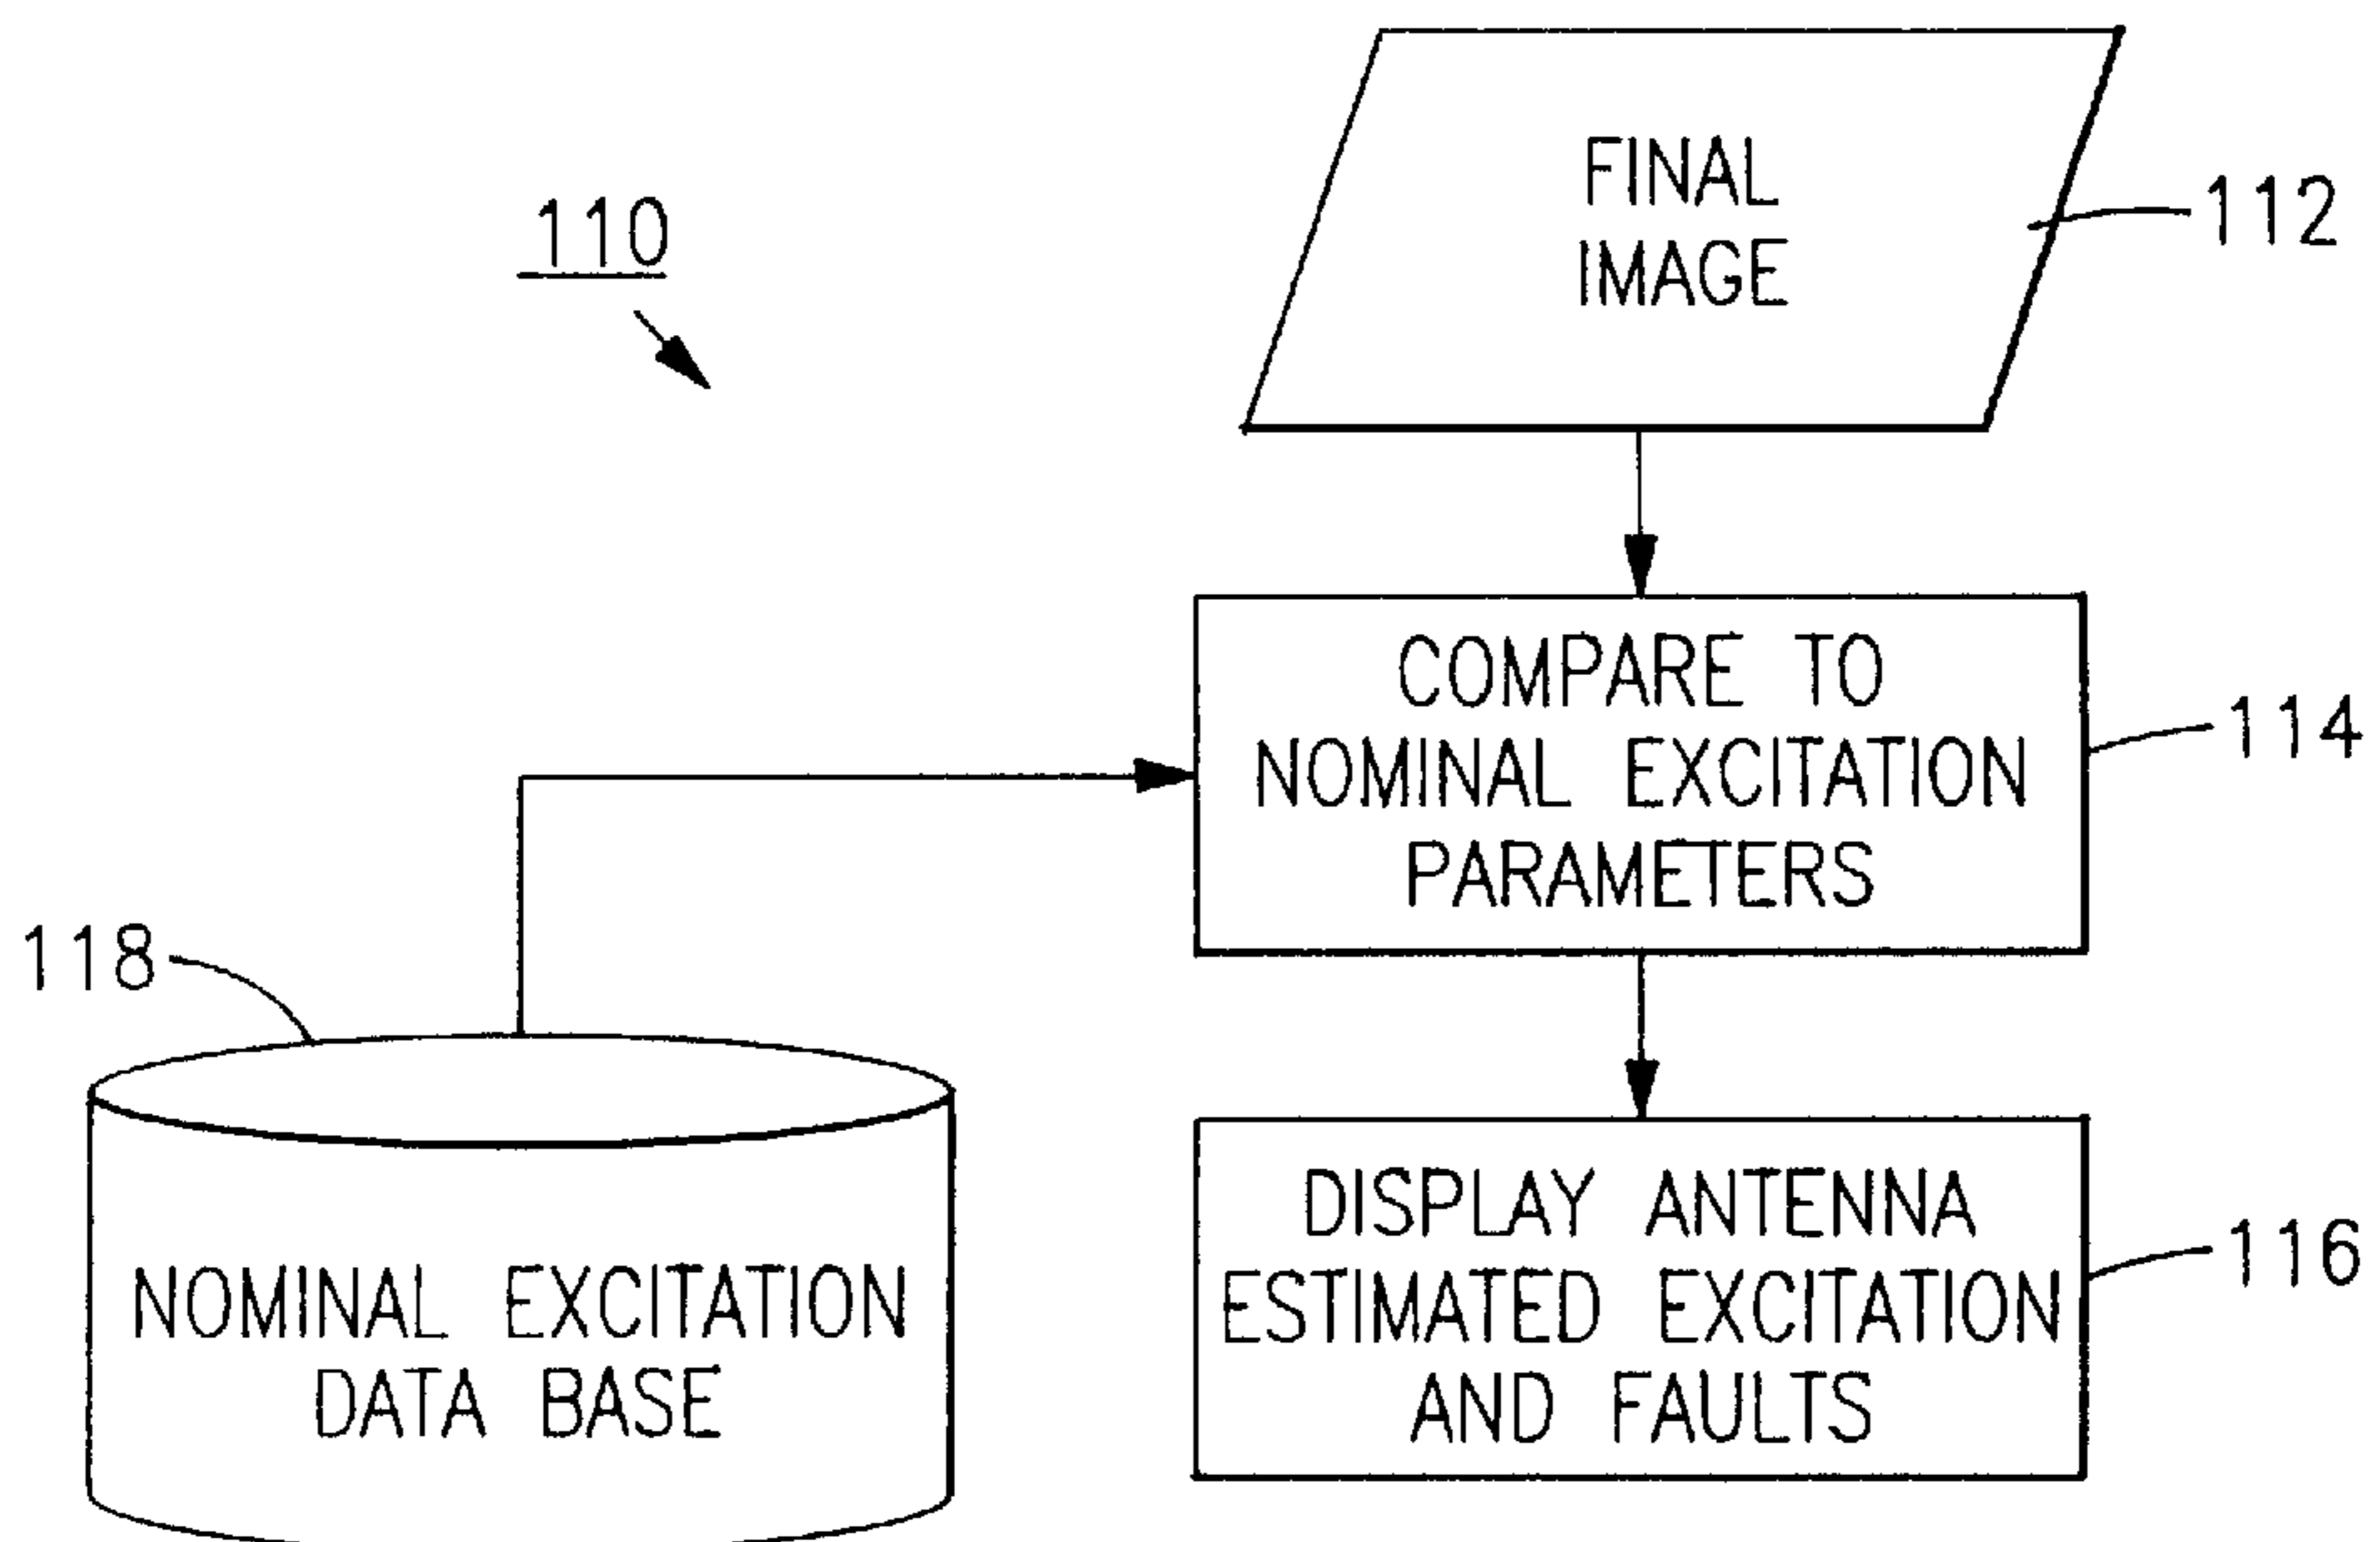 110
FINAL
IMAGE
112
COMPARE TO
NOMINAL EXCITATION
PARAMETERS
114
118
NOMINAL EXCITATION
DATA BASE
DISPLAY ANTENNA
ESTIMATED EXCITATION
AND FAULTS
116